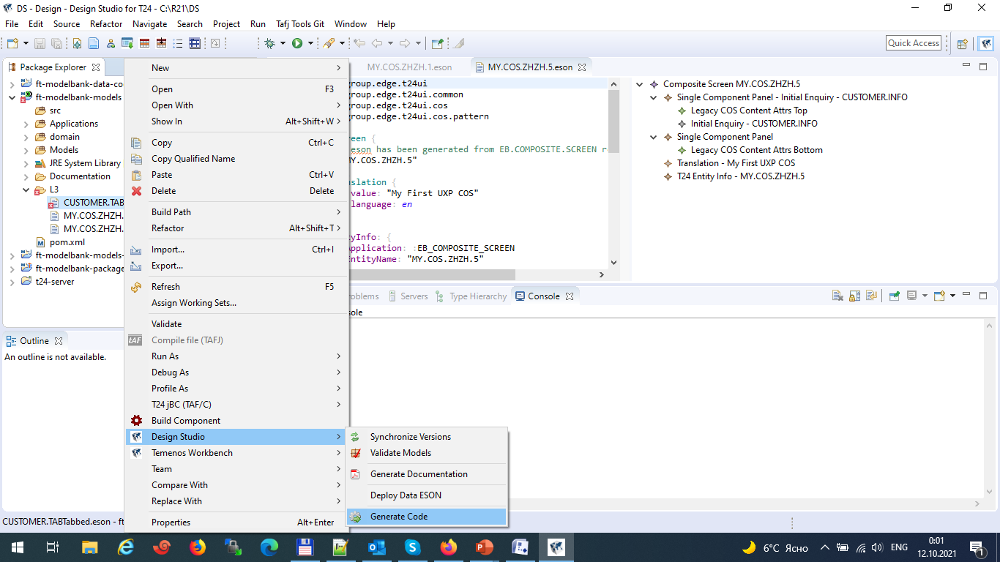 DS - Design - Design Studio for T24 - C:\R21\DS
File Edit Source Refactor Navigate Search Project Run Tafj Tools Git Window Help
Quick Access
Package Explorer
ft-modelbank-data-co
ft-modelbank-models
src
Applications
domain
Models
JRE System Library
Documentation
L3
CUSTOMER.TAB
MY.COS.ZHZH.
MY.COS.ZHZH.
pom.xml
ft-modelbank-models-
ft-modelbank-package
t24-server
Outline
An outline is not available.
New
Open F3
Open With
Show In Alt+Shift+W
Copy Ctrl+C
Copy Qualified Name
Paste Ctrl+V
Delete Delete
Build Path
Refactor Alt+Shift+T
Import... Ctrl+I
Export...
Refresh F5
Assign Working Sets...
Validate
tAF Compile file (TAFJ)
Run As
Debug As
Profile As
T24 jBC (TAF/C)
Build Component
Design Studio
Temenos Workbench
Team
Compare With
Replace With
Properties Alt+Enter
Synchronize Versions
Validate Models
Generate Documentation
Deploy Data ESON
Generate Code
MY.COS.ZHZH.1.eson MY.COS.ZHZH.5.eson
group.edge.t24ui
group.edge.t24ui.common
group.edge.t24ui.cos
group.edge.t24ui.cos.pattern
een {
eson has been generated from EB.COMPOSITE.SCREEN r
Y.COS.ZHZH.5"
slation {
value: "My First UXP COS"
language: en
yInfo: {
Application: :EB_COMPOSITE_SCREEN
EntityName: "MY.COS.ZHZH.5"
Composite Screen MY.COS.ZHZH.5
Single Component Panel - Initial Enquiry - CUSTOMER.INFO
Legacy COS Content Attrs Top
Initial Enquiry - CUSTOMER.INFO
Single Component Panel
Legacy COS Content Attrs Bottom
Translation - My First UXP COS
T24 Entity Info - MY.COS.ZHZH.5
oblems Servers Type Hierarchy Console
sole
CUSTOMER.TABTabbed.eson - ft
6°C Ясно ENG 0:01
12.10.2021
1